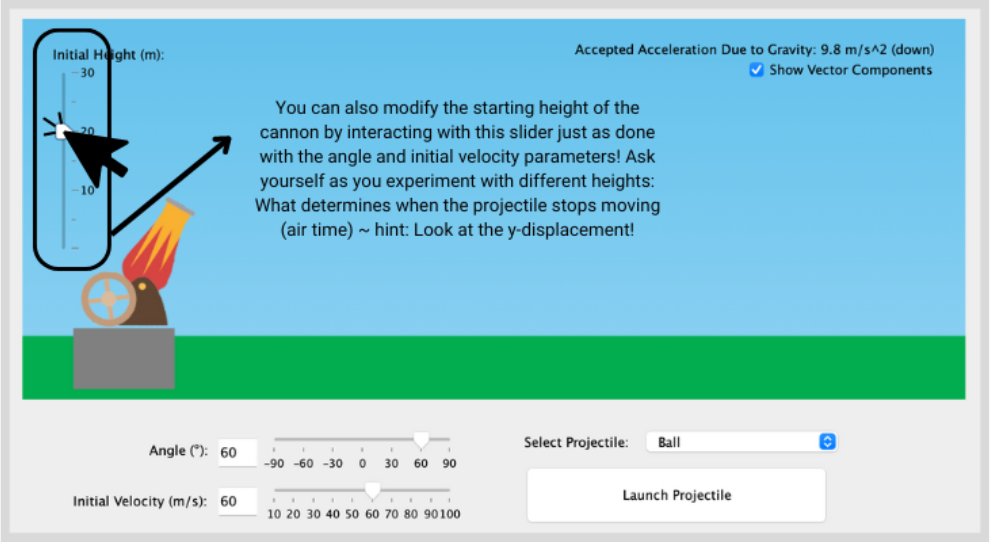 Initial Height (m):
30
20
10
Accepted Acceleration Due to Gravity: 9.8 m/s^2 (down)
Show Vector Components
You can also modify the starting height of the
cannon by interacting with this slider just as done
with the angle and initial velocity parameters! Ask
yourself as you experiment with different heights:
What determines when the projectile stops moving
(air time) ~ hint: Look at the y-displacement!
Angle (°): 60
-90 -60 -30 0 30 60 90
Initial Velocity (m/s): 60
10 20 30 40 50 60 70 80 90 100
Select Projectile: Ball
Launch Projectile